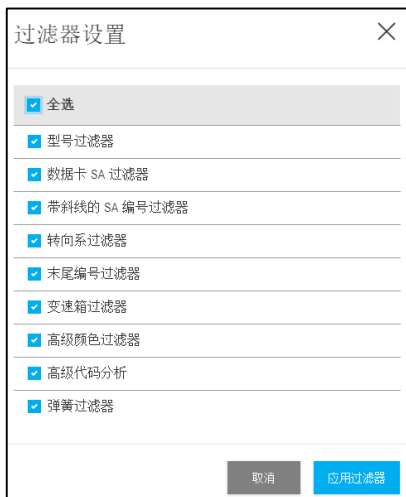 过滤器设置
全选
型号过滤器
数据卡 SA 过滤器
带斜线的 SA 编号过滤器
转向系过滤器
末尾编号过滤器
变速箱过滤器
高级颜色过滤器
高级代码分析
弹簧过滤器
取消 应用过滤器